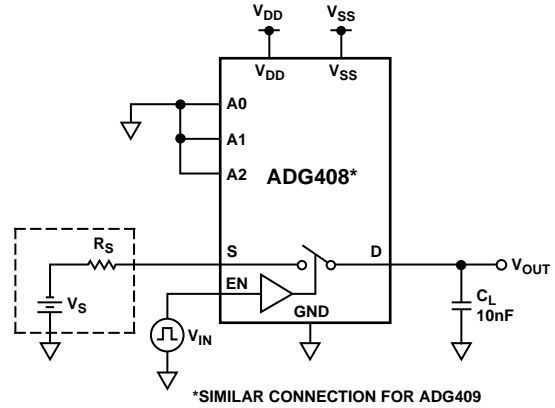 VDD VSS
VDD VSS
A0
A1
A2
ADG408*
RS S D VOUT
VS EN CL
10nF
GND
VIN
*SIMILAR CONNECTION FOR ADG409